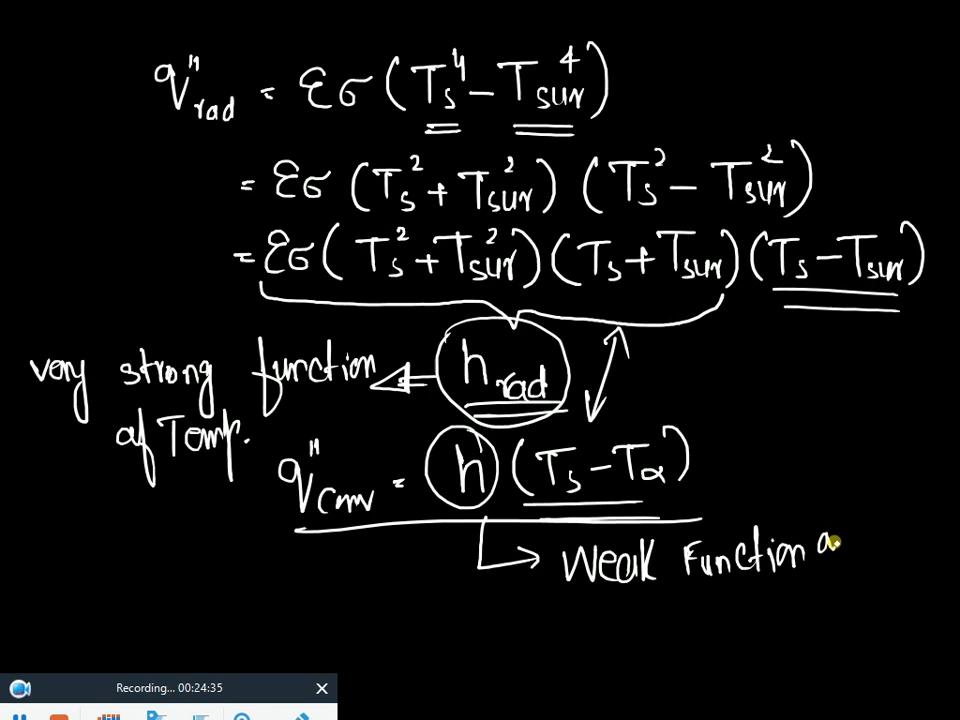 q"rad = εσ(Ts⁴ − Tsur⁴)
= εσ(Ts² + Tsur²)(Ts² − Tsur²)
= εσ(Ts² + Tsur²)(Ts + Tsur)(Ts − Tsur)
hrad
very strong function
of Temp.
q"conv = h(Ts − Tα)
Weak Function
Recording... 00:24:35